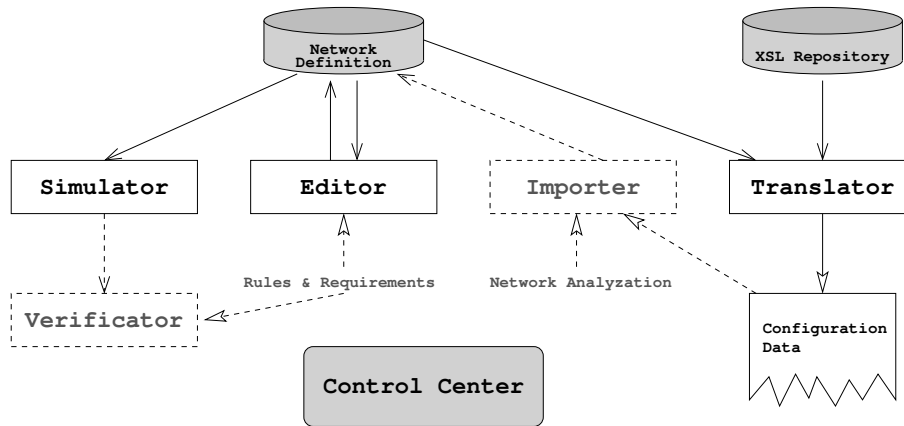 Network
Definition
XSL Repository
Simulator
Editor
Importer
Translator
Rules & Requirements
Network Analyzation
Verificator
Configuration
Data
Control Center